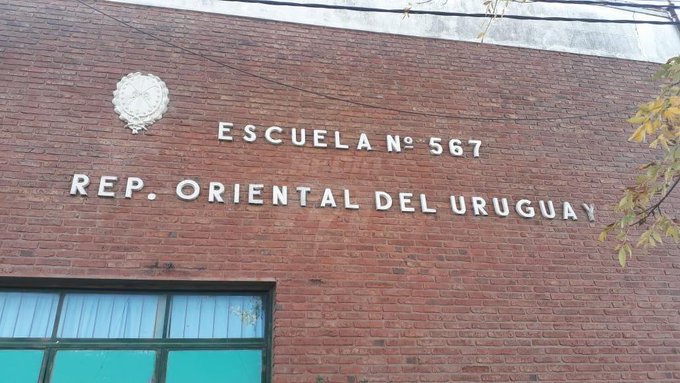 ESCUELA Nº 567
REP. ORIENTAL DEL URUGUAY